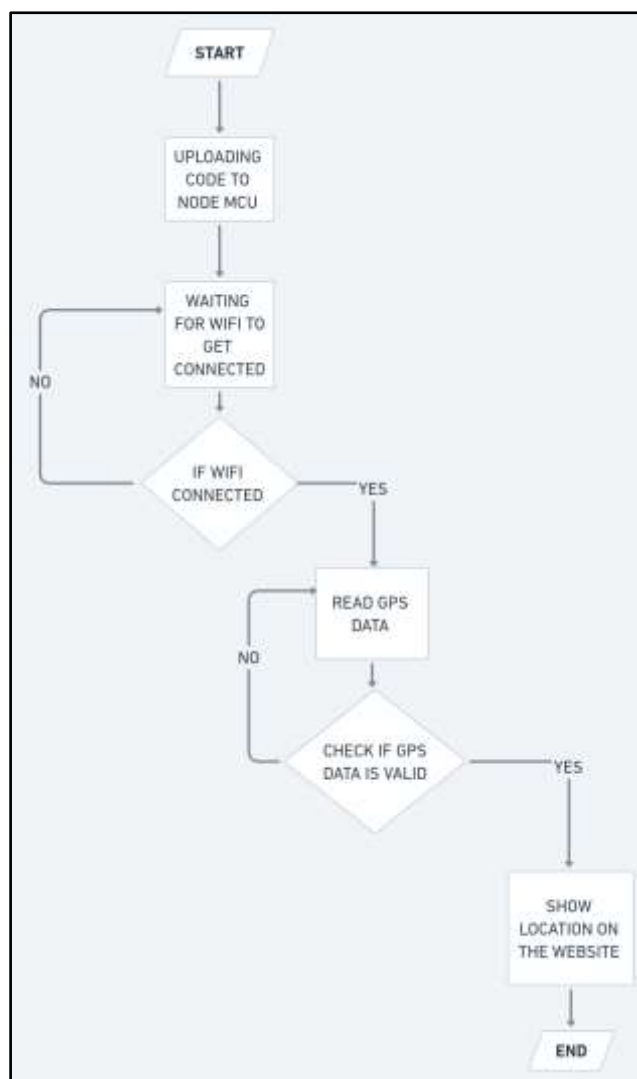 START
UPLOADING
CODE TO
NODE MCU
WAITING
FOR WIFI TO
GET
CONNECTED
NO
IF WIFI
CONNECTED
YES
READ GPS
DATA
NO
CHECK IF GPS
DATA IS VALID
YES
SHOW
LOCATION ON
THE WEBSITE
END